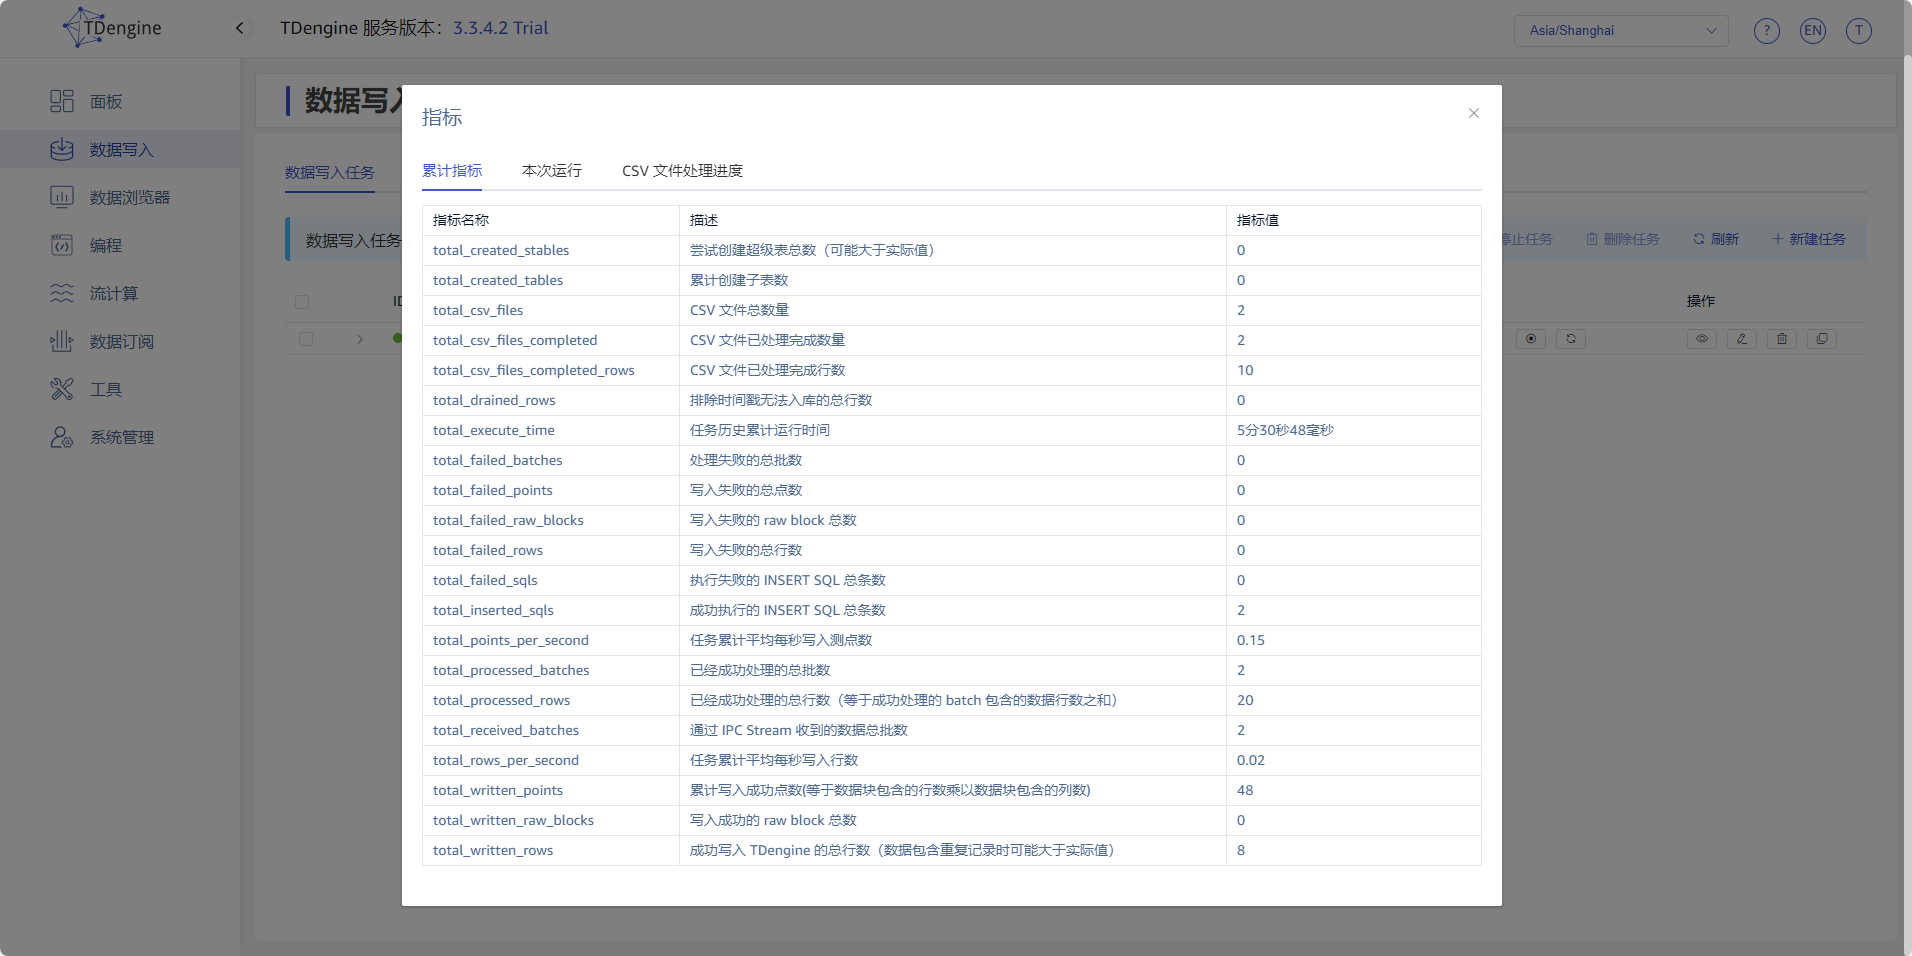 TDengine
TDengine 服务版本：3.3.4.2 Trial
Asia/Shanghai
?
EN
T
面板
数据写入
数据浏览器
编程
流计算
数据订阅
工具
系统管理
数据写入
数据写入任务
数据写入任务
停止任务
删除任务
刷新
新建任务
ID
操作
指标
累计指标 本次运行 CSV 文件处理进度
指标名称 描述 指标值
total_created_stables 尝试创建超级表总数（可能大于实际值） 0
total_created_tables 累计创建子表数 0
total_csv_files CSV 文件总数量 2
total_csv_files_completed CSV 文件已处理完成数量 2
total_csv_files_completed_rows CSV 文件已处理完成行数 10
total_drained_rows 排除时间戳无法入库的总行数 0
total_execute_time 任务历史累计运行时间 5分30秒48毫秒
total_failed_batches 处理失败的总批数 0
total_failed_points 写入失败的总点数 0
total_failed_raw_blocks 写入失败的 raw block 总数 0
total_failed_rows 写入失败的总行数 0
total_failed_sqls 执行失败的 INSERT SQL 总条数 0
total_inserted_sqls 成功执行的 INSERT SQL 总条数 2
total_points_per_second 任务累计平均每秒写入测点数 0.15
total_processed_batches 已经成功处理的总批数 2
total_processed_rows 已经成功处理的总行数（等于成功处理的 batch 包含的数据行数之和） 20
total_received_batches 通过 IPC Stream 收到的数据总批数 2
total_rows_per_second 任务累计平均每秒写入行数 0.02
total_written_points 累计写入成功点数(等于数据块包含的行数乘以数据块包含的列数) 48
total_written_raw_blocks 写入成功的 raw block 总数 0
total_written_rows 成功写入 TDengine 的总行数（数据包含重复记录时可能大于实际值） 8